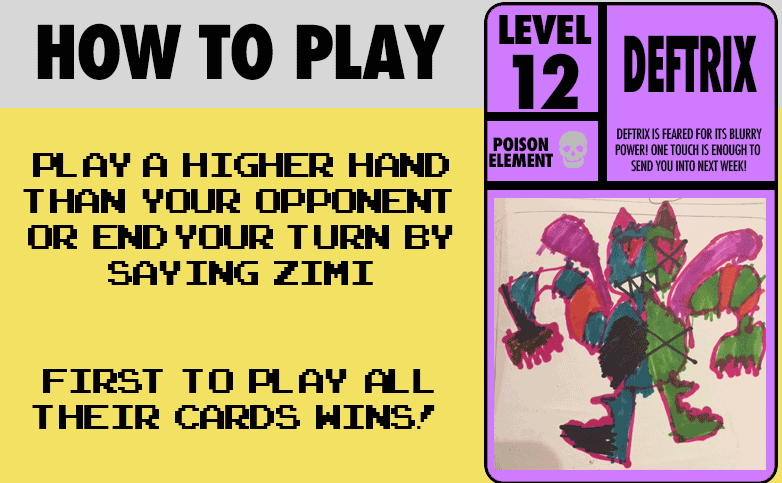 HOW TO PLAY
PLAY A HIGHER HAND
THAN YOUR OPPONENT
OR END YOUR TURN BY
SAYING ZIMI
FIRST TO PLAY ALL
THEIR CARDS WINS!
LEVEL
12
DEFTRIX
POISON
ELEMENT
DEFTRIX IS FEARED FOR ITS BLURRY
POWER! ONE TOUCH IS ENOUGH TO
SEND YOU INTO NEXT WEEK!